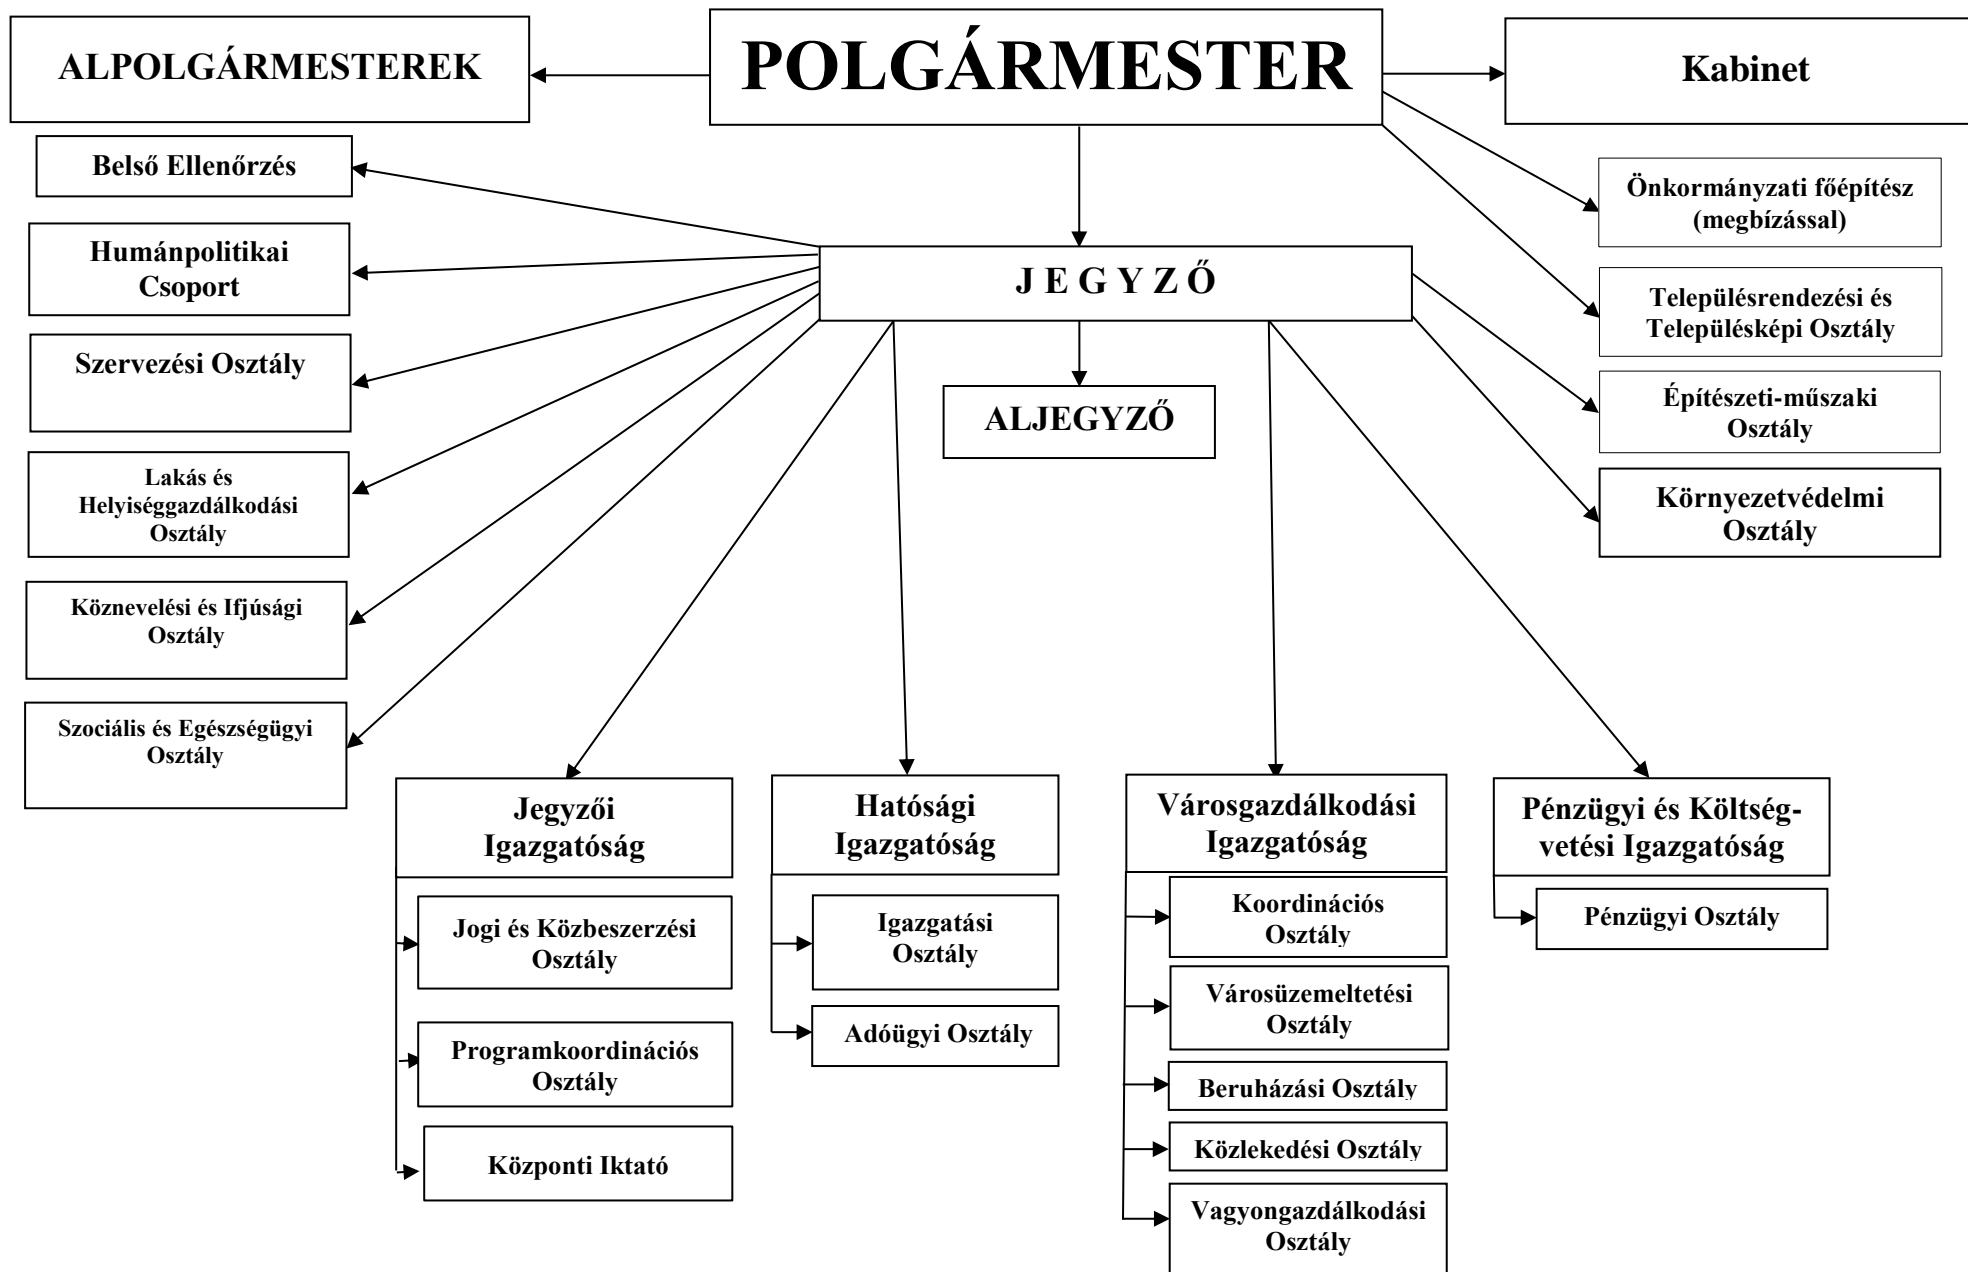 ALPOLGÁRMESTEREK
POLGÁRMESTER
Kabinet
Belső Ellenőrzés
Humánpolitikai
Csoport
Szervezési Osztály
Lakás és
Helyiséggazdálkodási
Osztály
Köznevelési és Ifjúsági
Osztály
Szociális és Egészségügyi
Osztály
J E G Y Z Ő
ALJEGYZŐ
Önkormányzati főépítész
(megbízással)
Településrendezési és
Településképi Osztály
Építészeti-műszaki
Osztály
Környezetvédelmi
Osztály
Jegyzői
Igazgatóság
Jogi és Közbeszerzési
Osztály
Programkoordinációs
Osztály
Központi Iktató
Hatósági
Igazgatóság
Igazgatási
Osztály
Adóügyi Osztály
Városgazdálkodási
Igazgatóság
Koordinációs
Osztály
Városüzemeltetési
Osztály
Beruházási Osztály
Közlekedési Osztály
Vagyongazdálkodási
Osztály
Pénzügyi és Költség-
vetési Igazgatóság
Pénzügyi Osztály